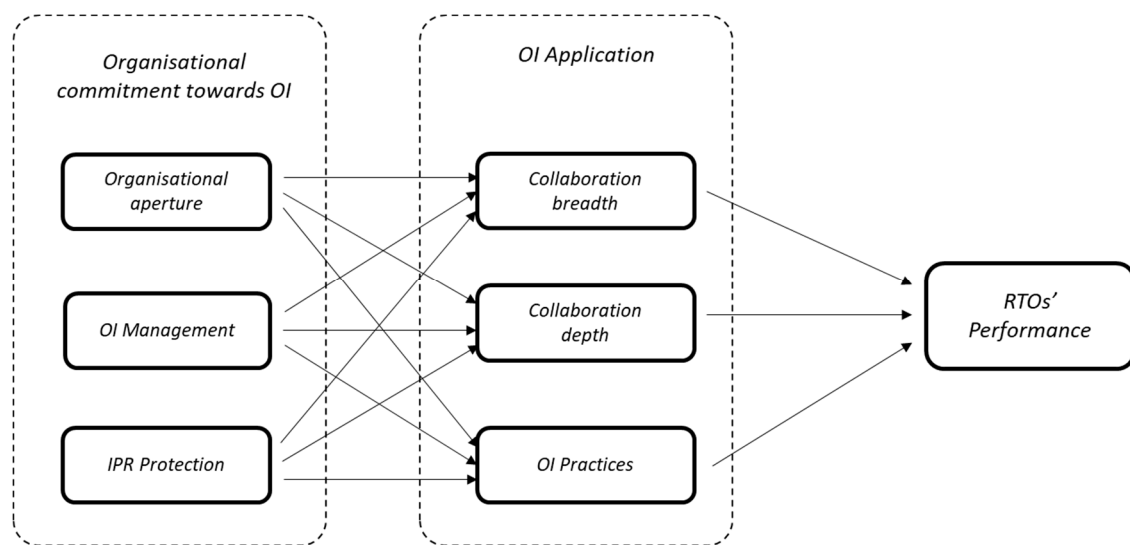 Organisational
commitment towards OI
Organisational
aperture
OI Management
IPR Protection
OI Application
Collaboration
breadth
Collaboration
depth
OI Practices
RTOs’
Performance